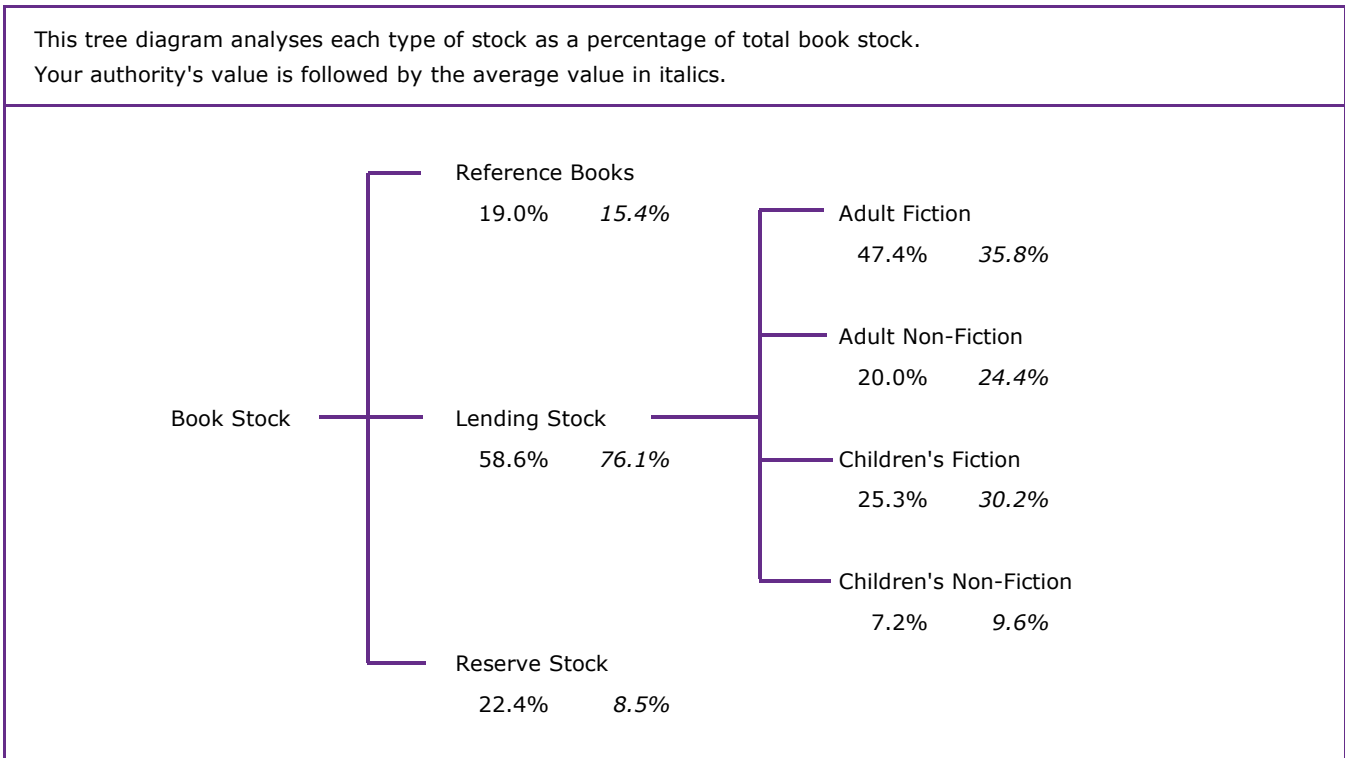 This tree diagram analyses each type of stock as a percentage of total book stock.
Your authority's value is followed by the average value in italics.
Reference Books
19.0% 15.4%
Adult Fiction
47.4% 35.8%
Adult Non-Fiction
20.0% 24.4%
Book Stock
Lending Stock
58.6% 76.1%
Children's Fiction
25.3% 30.2%
Children's Non-Fiction
7.2% 9.6%
Reserve Stock
22.4% 8.5%